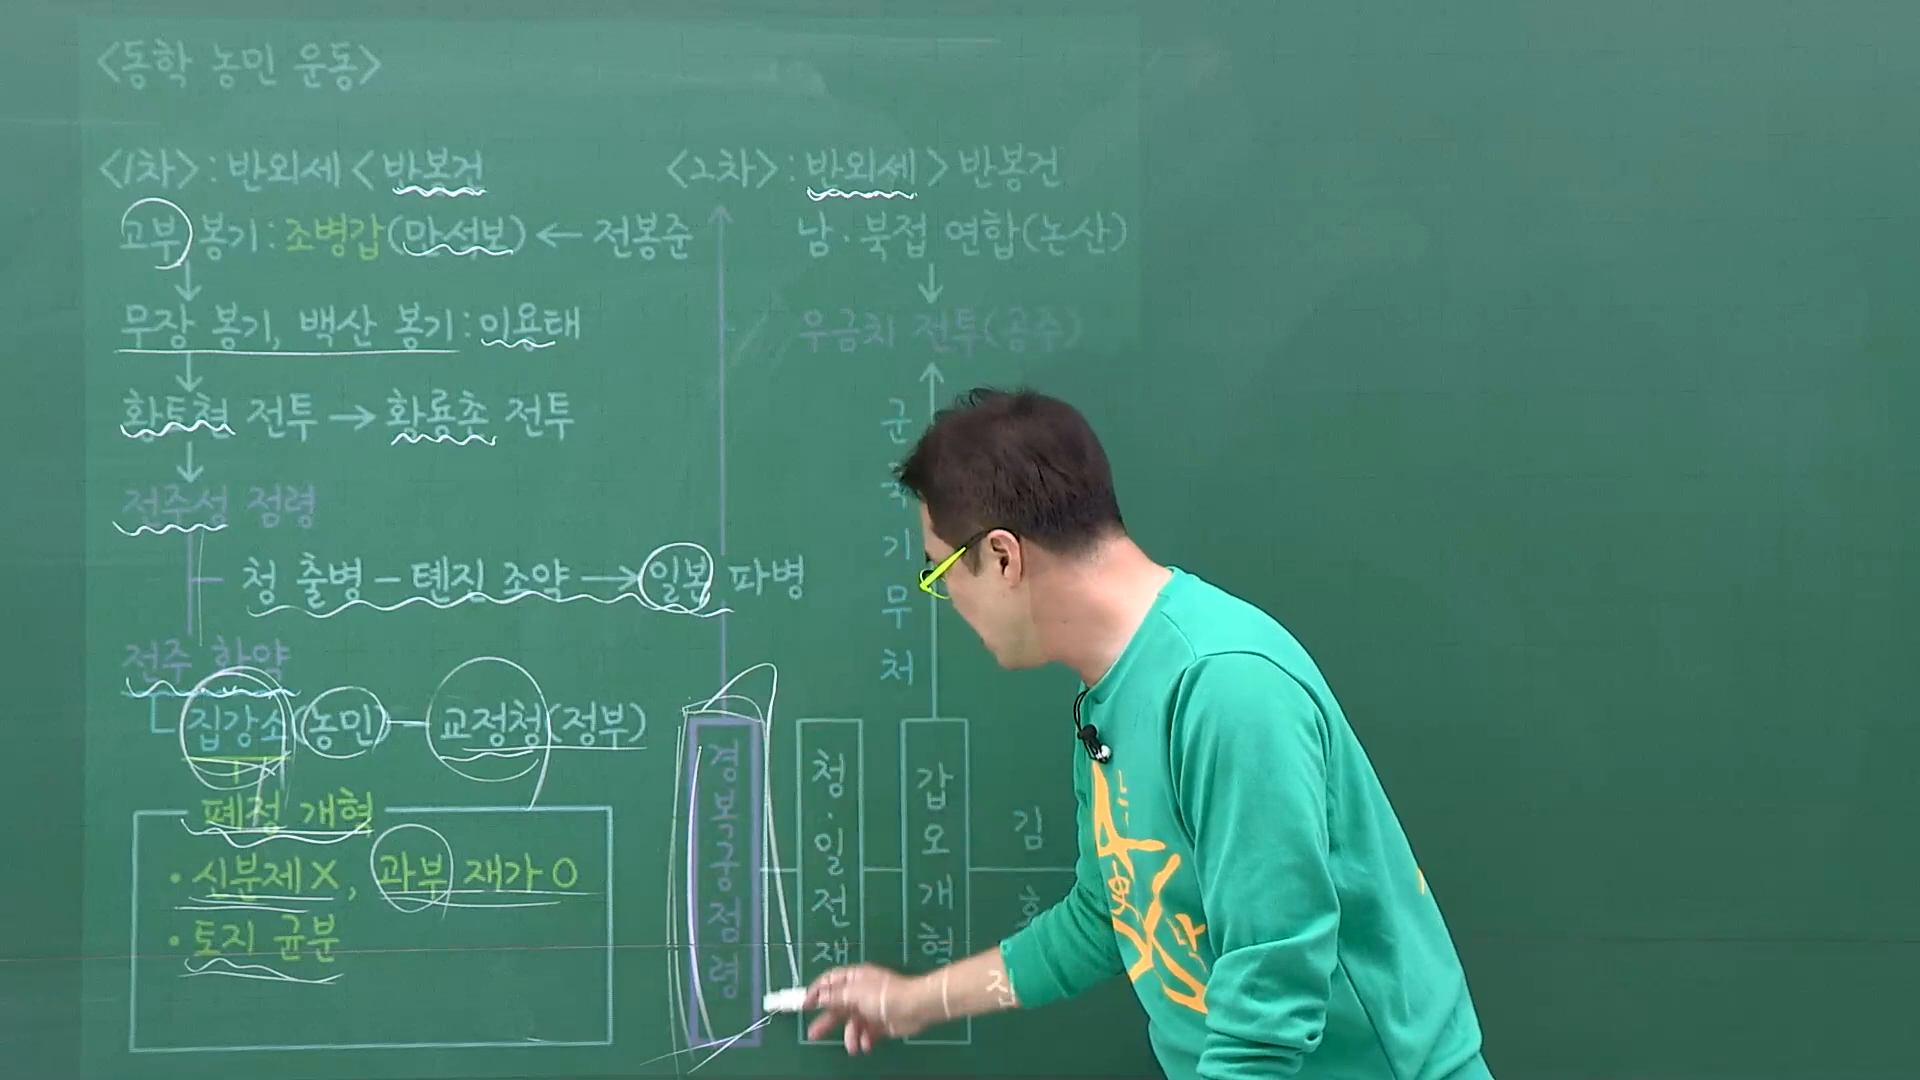 <동학 농민 운동>
<1차> : 반외세 < 반봉건
고부 봉기 : 조병갑(만석보) ← 전봉준
무장 봉기, 백산 봉기 : 이용태
황토현 전투 → 황룡촌 전투
전주성 점령
청 출병 - 톈진 조약 → 일본 파병
전주 화약
집강소(농민) - 교정청(정부)
폐정 개혁
• 신분제 X, 과부 재가 O
• 토지 균분
<2차> : 반외세 > 반봉건
남·북접 연합(논산)
우금치 전투(공주)
군국기무처
경복궁점령
청·일전쟁
갑오개혁
김